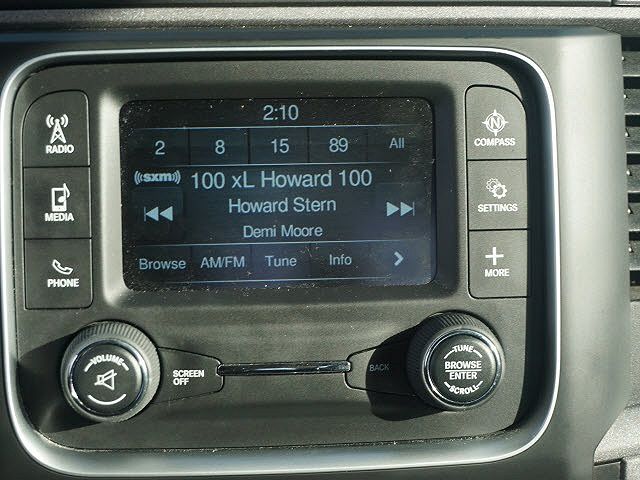 2:10
2 8 15 89 All
((sxm)) 100 xL Howard 100
Howard Stern
Demi Moore
Browse AM/FM Tune Info >
RADIO
MEDIA
PHONE
N
COMPASS
SETTINGS
+
MORE
VOLUME
SCREEN
OFF
BACK
TUNE
BROWSE
ENTER
SCROLL